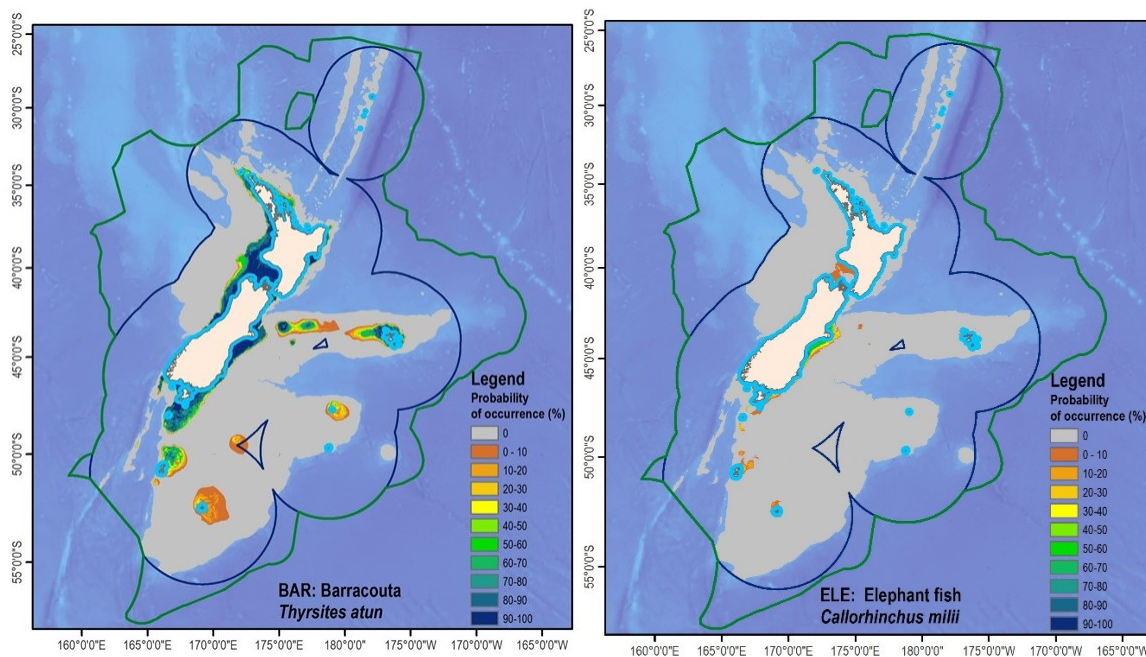 25°0'0"S
30°0'0"S
35°0'0"S
40°0'0"S
45°0'0"S
50°0'0"S
55°0'0"S
Legend
Probability
of occurrence (%)
0
0 - 10
10-20
20-30
30-40
40-50
50-60
60-70
70-80
80-90
90-100
BAR: Barracouta
Thyrsites atun
160°0'0"E 165°0'0"E 170°0'0"E 175°0'0"E 180°0'0" 175°0'0"W 170°0'0"W 165°0'0"W
25°0'0"S
30°0'0"S
35°0'0"S
40°0'0"S
45°0'0"S
50°0'0"S
55°0'0"S
Legend
Probability
of occurrence (%)
0
0 - 10
10-20
20-30
30-40
40-50
50-60
60-70
70-80
80-90
90-100
ELE: Elephant fish
Callorhinchus milii
160°0'0"E 165°0'0"E 170°0'0"E 175°0'0"E 180°0'0" 175°0'0"W 170°0'0"W 165°0'0"W